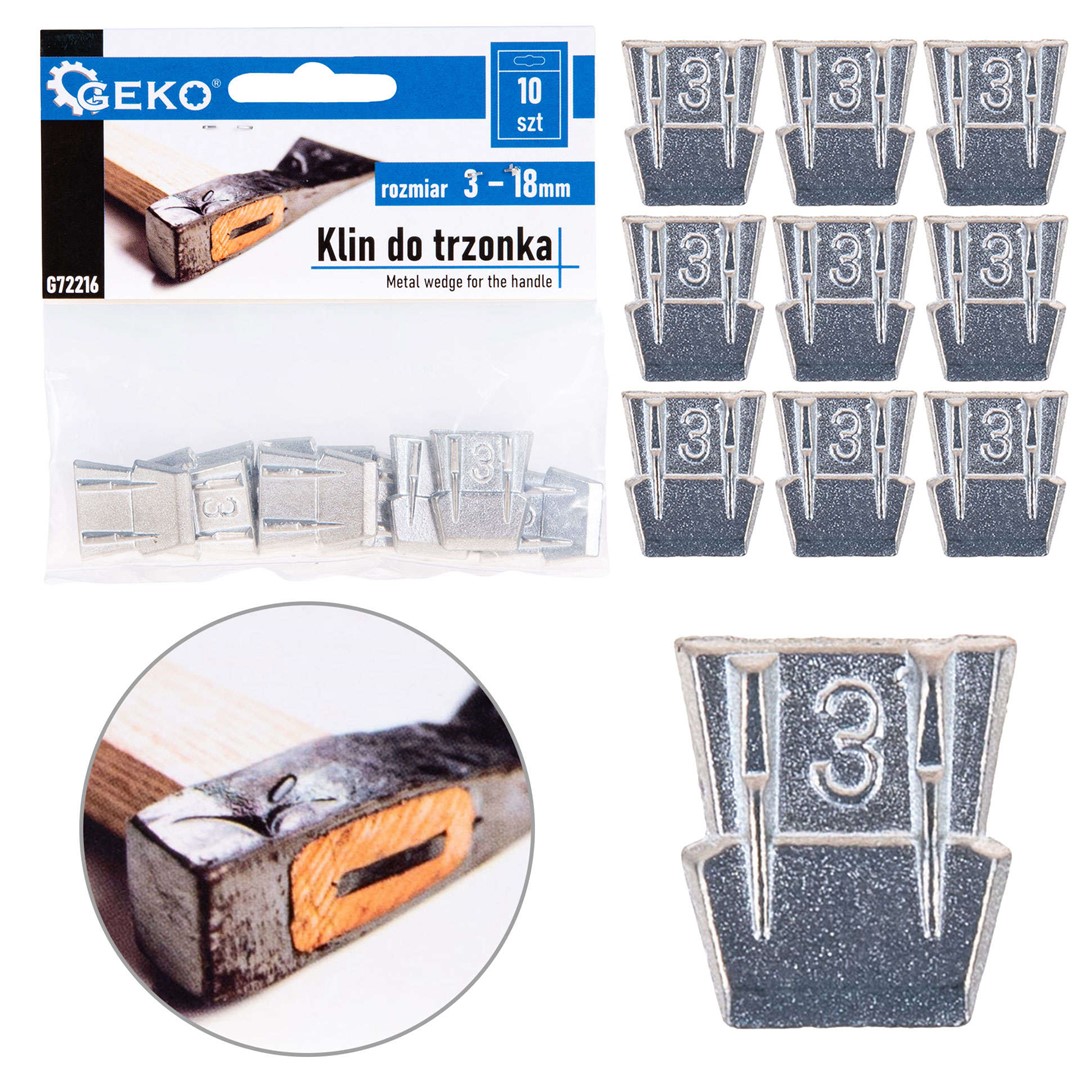 GEKO®
10
szt
rozmiar 3 – 18mm
Klin do trzonka
Metal wedge for the handle
G72216
3 3 3
3 3 3
3 3 3
3
3
3